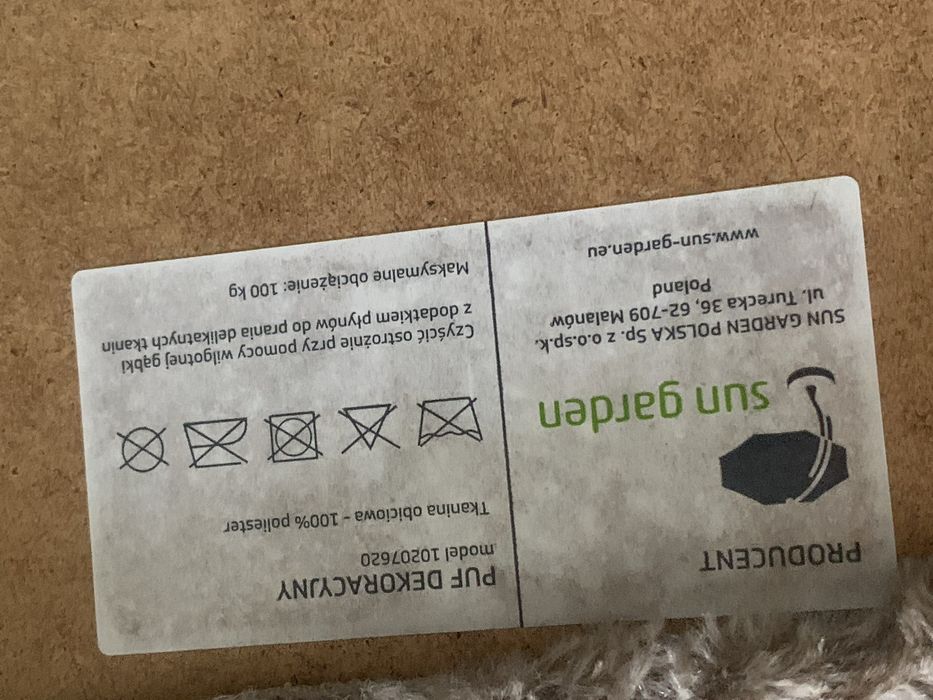 PRODUCENT
sun garden
SUN GARDEN POLSKA Sp. z o.o.sp.k.
ul. Turecka 36, 62-709 Malanów
Poland
www.sun-garden.eu
PUF DEKORACYJNY
model 10207620
Tkanina obiciowa - 100% poliester
Czyścić ostrożnie przy pomocy wilgotnej gąbki
z dodatkiem płynów do prania delikatnych tkanin
Maksymalne obciążenie: 100 kg